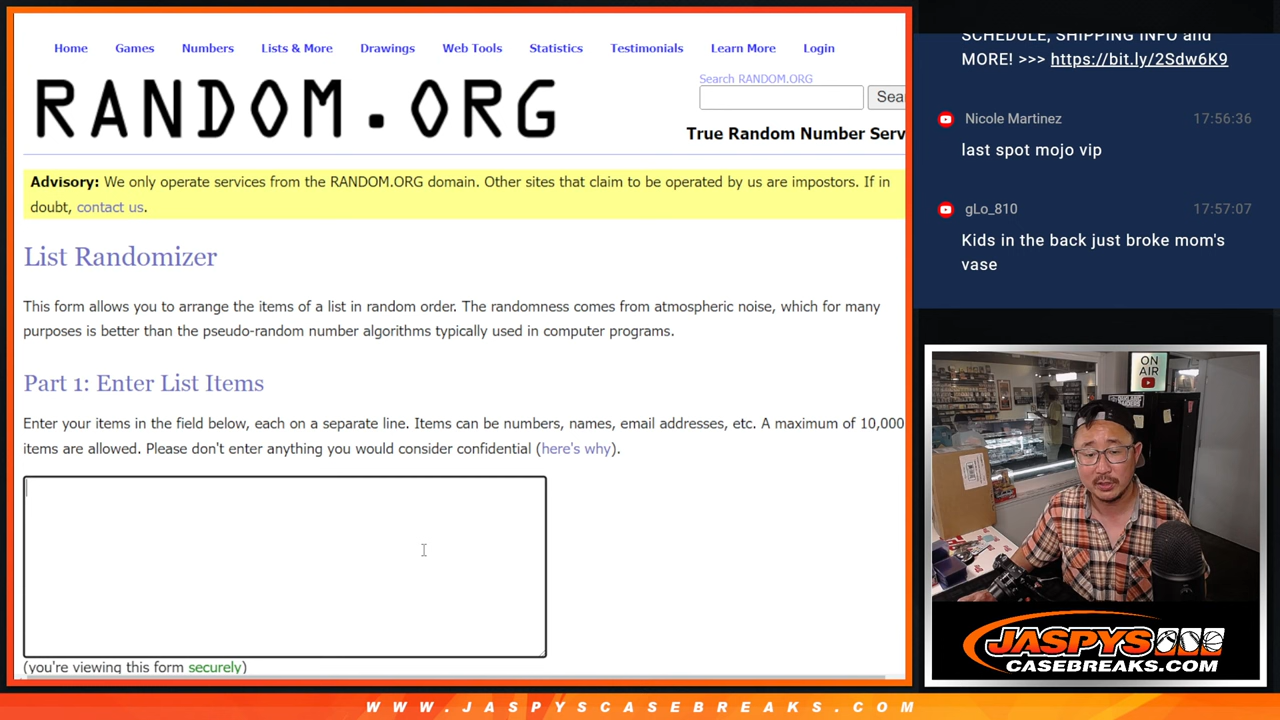 Home Games Numbers Lists & More Drawings Web Tools Statistics Testimonials Learn More Login
RANDOM.ORG
Search RANDOM.ORG
Sea
True Random Number Serv
Advisory: We only operate services from the RANDOM.ORG domain. Other sites that claim to be operated by us are impostors. If in
doubt, contact us.
List Randomizer
This form allows you to arrange the items of a list in random order. The randomness comes from atmospheric noise, which for many
purposes is better than the pseudo-random number algorithms typically used in computer programs.
Part 1: Enter List Items
Enter your items in the field below, each on a separate line. Items can be numbers, names, email addresses, etc. A maximum of 10,000
items are allowed. Please don't enter anything you would consider confidential (here's why).
(you're viewing this form securely)
SCHEDULE, SHIPPING INFO and
MORE! >>> https://bit.ly/2Sdw6K9
Nicole Martinez 17:56:36
last spot mojo vip
gLo_810 17:57:07
Kids in the back just broke mom's
vase
ON
AIR
JASPYS
CASEBREAKS.COM
WWW.JASPYSCASEBREAKS.COM